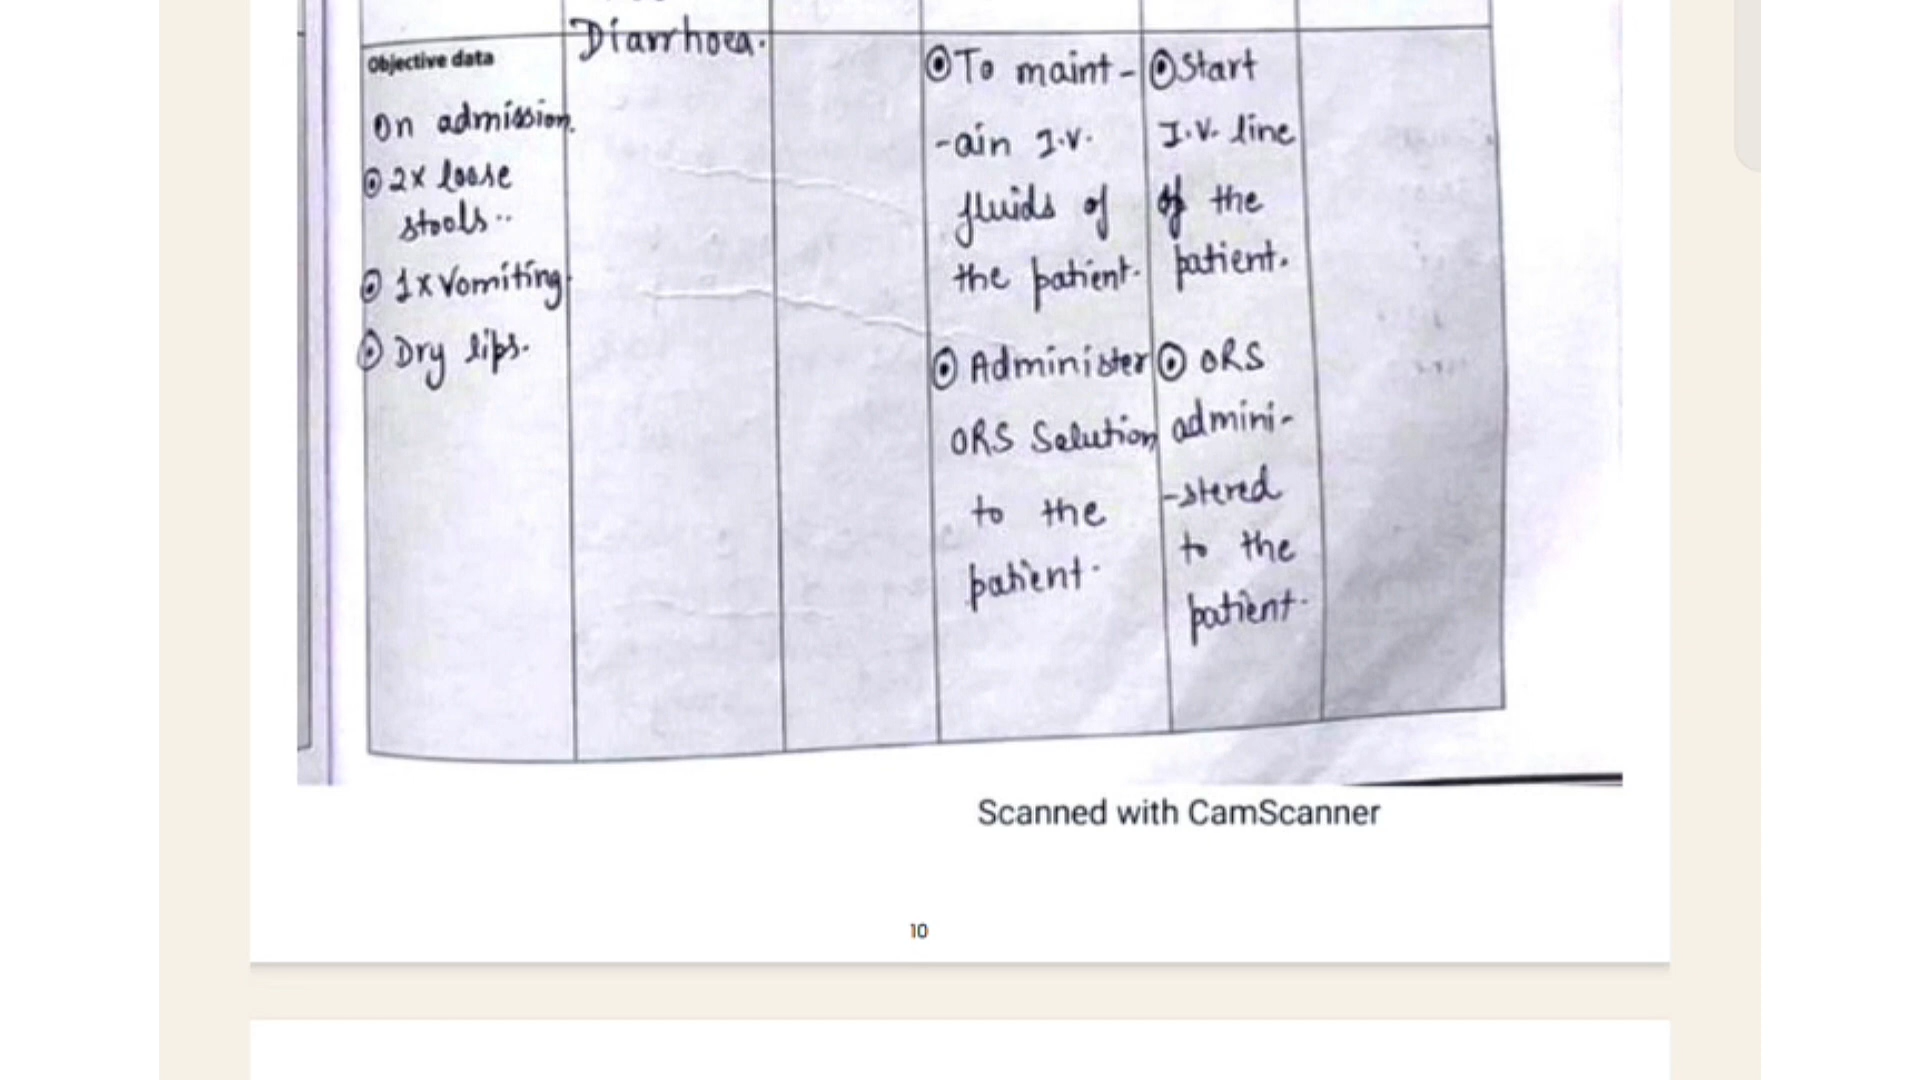 Diarrhoea.
Objective data
On admission.
2x loose
stools..
1x Vomiting
Dry lips.
To maint-
-ain I.V.
fluids of
the patient.
Administer
ORS Solution
to the
patient.
Start
I.V. line
of the
patient.
ORS
admini-
-stered
to the
patient.
Scanned with CamScanner
10